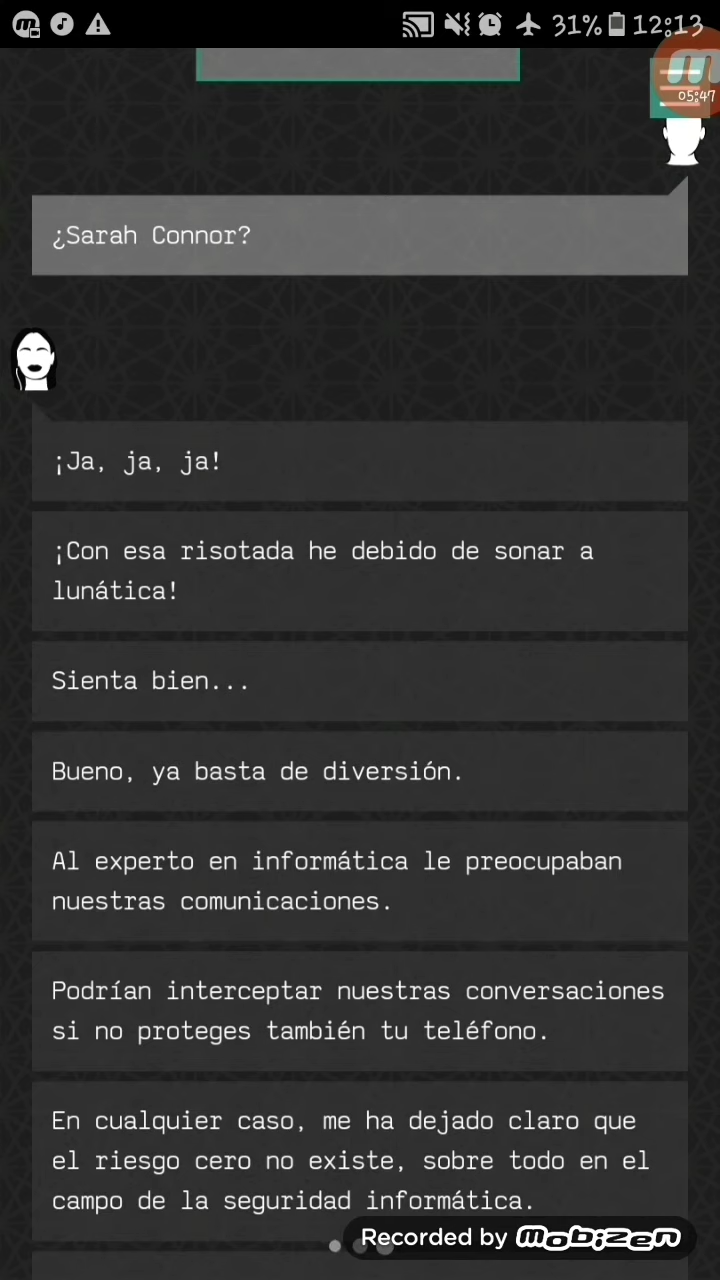 31% 12:13
05:47
¿Sarah Connor?
¡Ja, ja, ja!
¡Con esa risotada he debido de sonar a
lunática!
Sienta bien...
Bueno, ya basta de diversión.
Al experto en informática le preocupaban
nuestras comunicaciones.
Podrían interceptar nuestras conversaciones
si no proteges también tu teléfono.
En cualquier caso, me ha dejado claro que
el riesgo cero no existe, sobre todo en el
campo de la seguridad informática.
Recorded by Mobizen